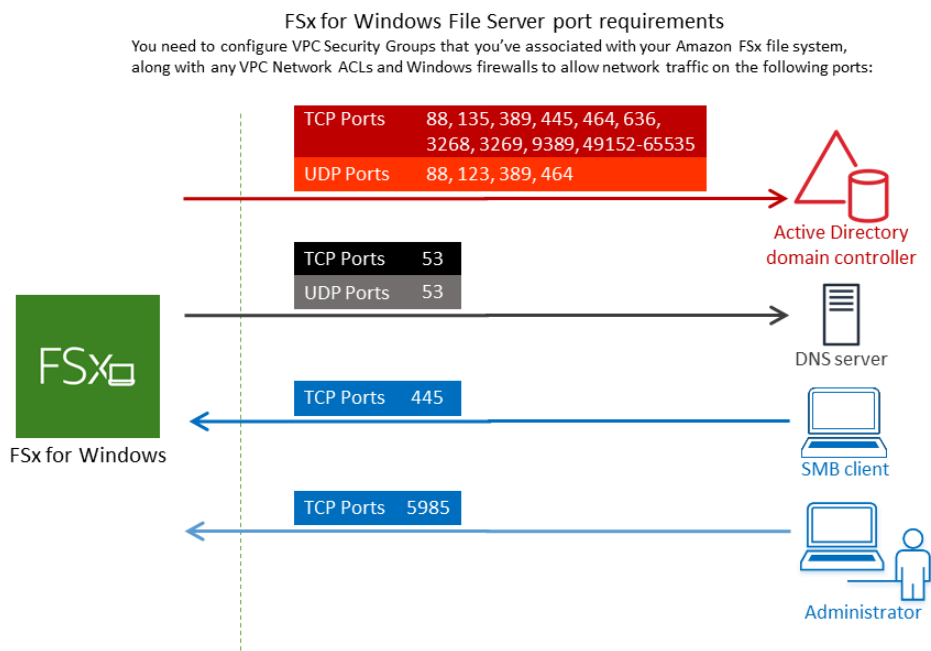 FSx for Windows File Server port requirements
You need to configure VPC Security Groups that you've associated with your Amazon FSx file system,
along with any VPC Network ACLs and Windows firewalls to allow network traffic on the following ports:
TCP Ports 88, 135, 389, 445, 464, 636,
3268, 3269, 9389, 49152-65535
UDP Ports 88, 123, 389, 464
Active Directory
domain controller
TCP Ports 53
UDP Ports 53
DNS server
FSx
FSx for Windows
TCP Ports 445
SMB client
TCP Ports 5985
Administrator